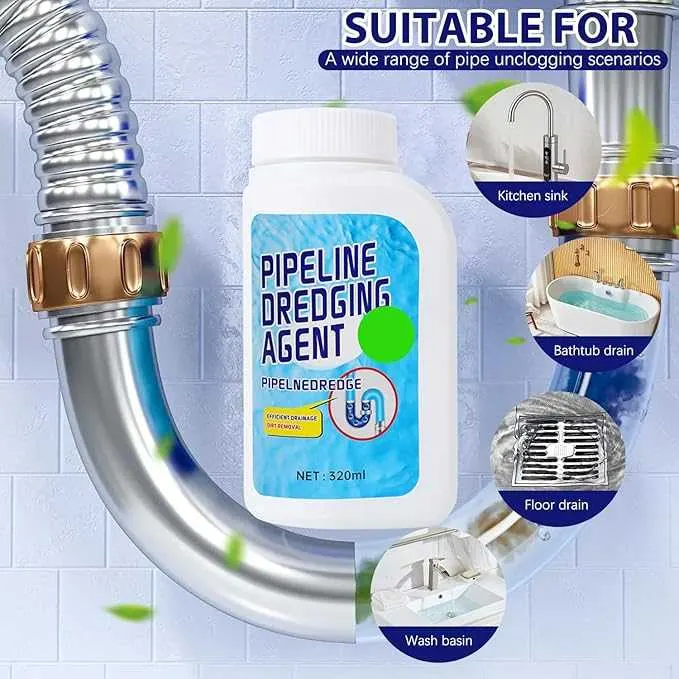 SUITABLE FOR
A wide range of pipe unclogging scenarios
Kitchen sink
PIPELINE
DREDGING
AGENT
PIPELNEDREDGE
EFFICIENT DRAINAGE
DIRT REMOVAL
NET : 320ml
Bathtub drain
Floor drain
Wash basin